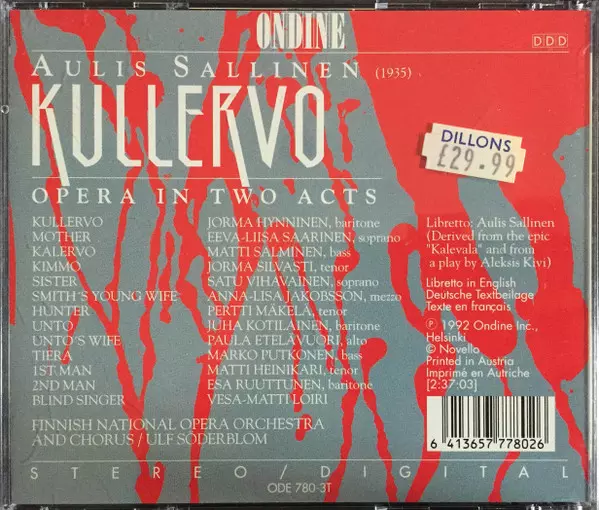 ONDINE
DDD
AULIS SALLINEN (1935)
KULLERVO
OPERA IN TWO ACTS
DILLONS
£29.99
KULLERVO JORMA HYNNINEN, baritone
MOTHER EEVA-LIISA SAARINEN, soprano
KALERVO MATTI SALMINEN, bass
KIMMO JORMA SILVASTI, tenor
SISTER SATU VIHAVAINEN, soprano
SMITH'S YOUNG WIFE ANNA-LISA JAKOBSSON, mezzo
HUNTER PERTTI MÄKELÄ, tenor
UNTO JUHA KOTILAINEN, baritone
UNTO'S WIFE PAULA ETELÄVUORI, alto
TIERA MARKO PUTKONEN, bass
1ST MAN MATTI HEINIKARI, tenor
2ND MAN ESA RUUTTUNEN, baritone
BLIND SINGER VESA-MATTI LOIRI
FINNISH NATIONAL OPERA ORCHESTRA
AND CHORUS / ULF SÖDERBLOM
Libretto: Aulis Sallinen
(Derived from the epic
"Kalevala" and from
a play by Aleksis Kivi)
Libretto in English
Deutsche Textbeilage
Texte en français
℗ 1992 Ondine Inc.,
Helsinki
© Novello
Printed in Austria
Imprimé en Autriche
[2:37:03]
6 413657 778026
STEREO/DIGITAL
ODE 780-3T